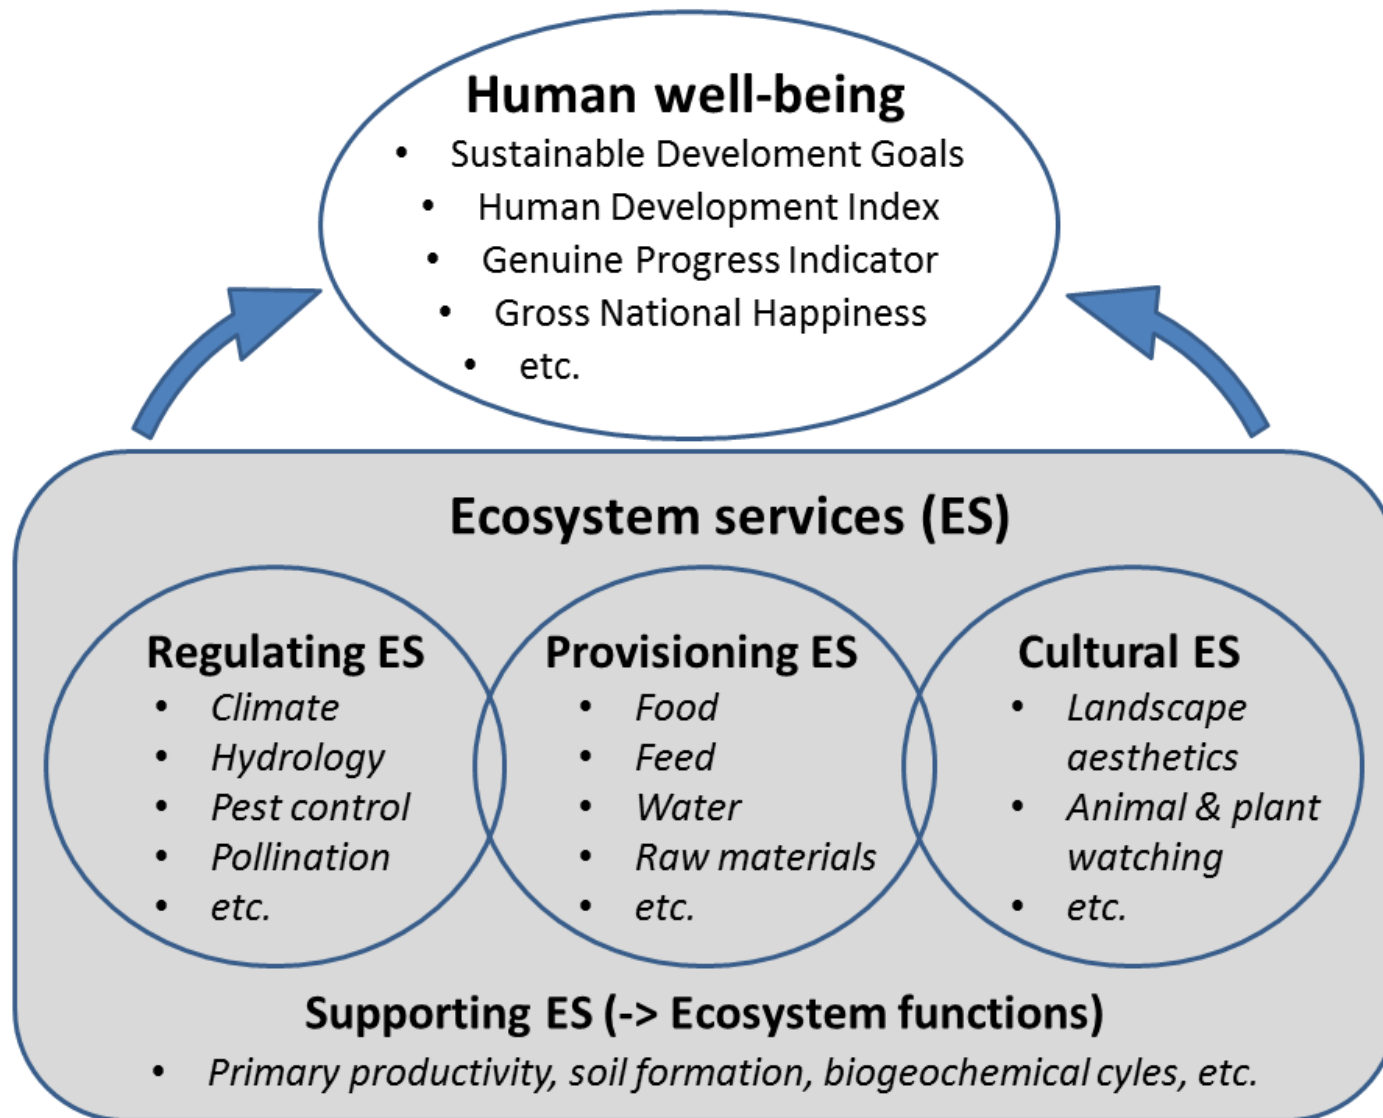 Human well-being
• Sustainable Develoment Goals
• Human Development Index
• Genuine Progress Indicator
• Gross National Happiness
• etc.
Ecosystem services (ES)
Regulating ES
• Climate
• Hydrology
• Pest control
• Pollination
• etc.
Provisioning ES
• Food
• Feed
• Water
• Raw materials
• etc.
Cultural ES
• Landscape
aesthetics
• Animal & plant
watching
• etc.
Supporting ES (-> Ecosystem functions)
• Primary productivity, soil formation, biogeochemical cyles, etc.